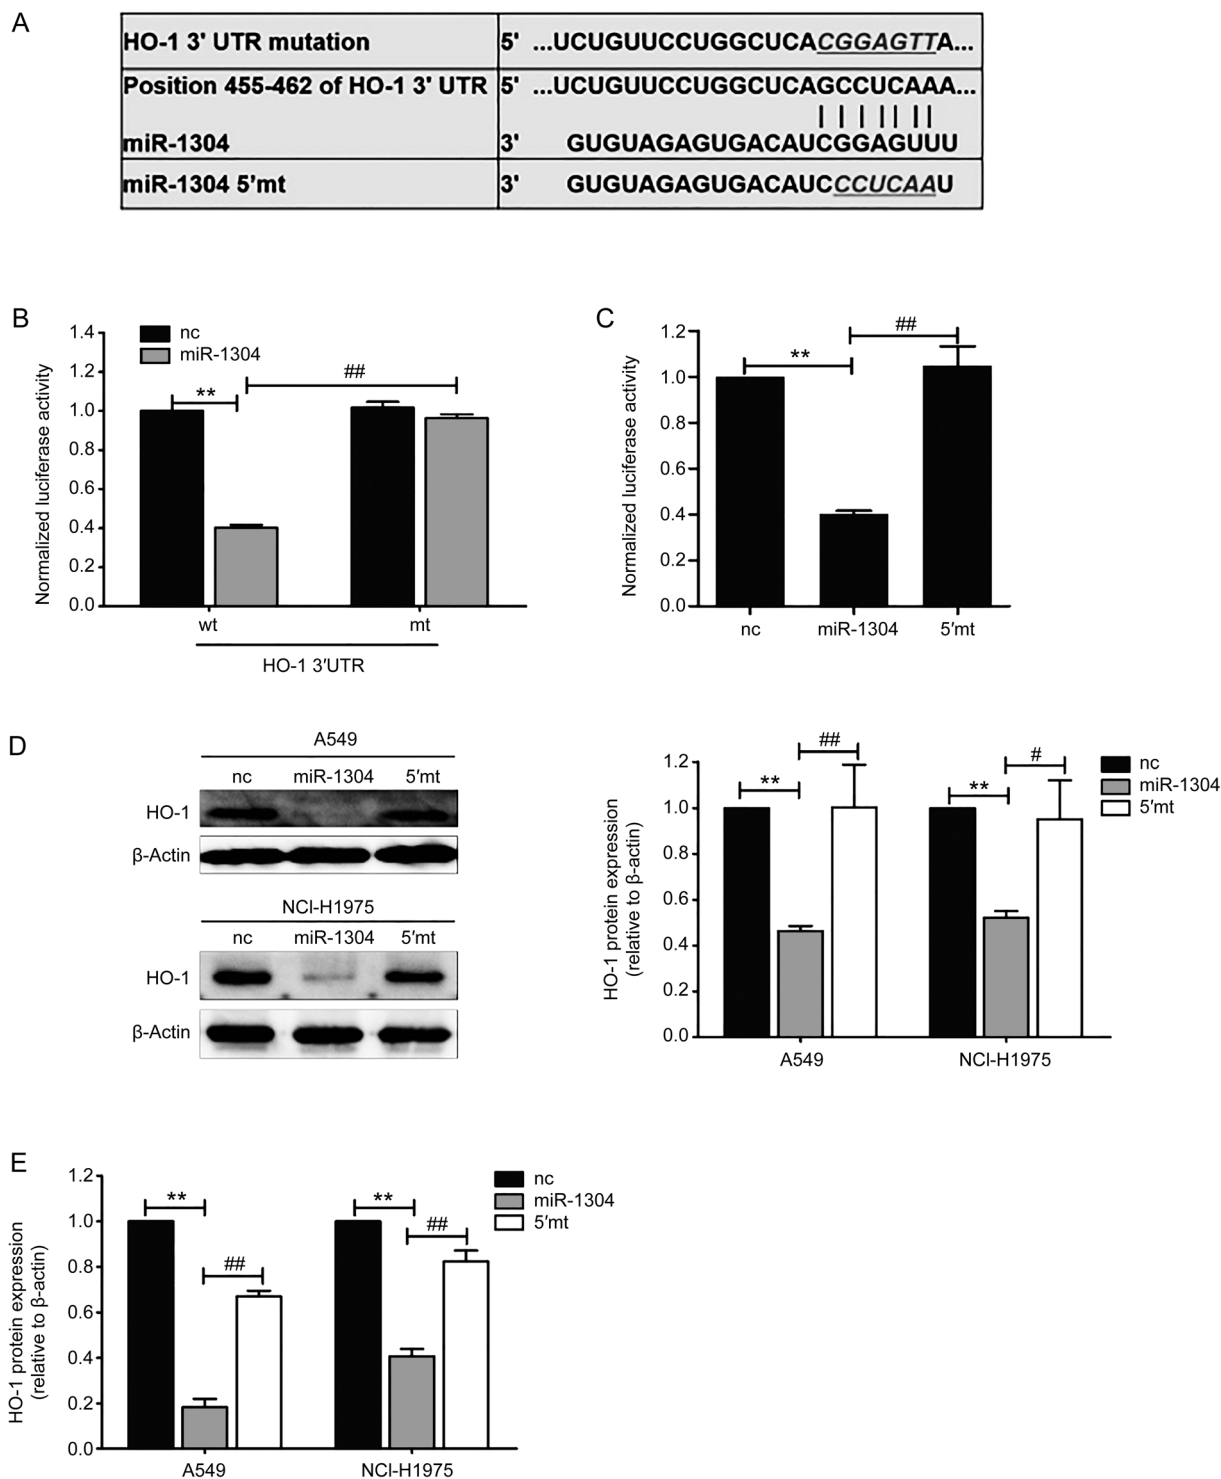 A
HO-1 3' UTR mutation 5' ...UCUGUUCCUGGCUCACGGAGTTA...
Position 455-462 of HO-1 3' UTR 5' ...UCUGUUCCUGGCUCAGCCUCAAA...
miR-1304 3' GUGUAGAGUGACAUCGGAGUUU
miR-1304 5'mt 3' GUGUAGAGUGACAUCCCUCAAU
B
nc
miR-1304
Normalized luciferase activity
1.4
1.2
1.0
0.8
0.6
0.4
0.2
0.0
**
##
wt mt
HO-1 3'UTR
C
Normalized luciferase activity
1.2
1.0
0.8
0.6
0.4
0.2
0.0
**
##
nc miR-1304 5'mt
D
A549
nc miR-1304 5'mt
HO-1
β-Actin
NCI-H1975
nc miR-1304 5'mt
HO-1
β-Actin
HO-1 protein expression
(relative to β-actin)
1.2
1.0
0.8
0.6
0.4
0.2
0.0
** ##
** #
A549 NCI-H1975
nc
miR-1304
5'mt
E
HO-1 protein expression
(relative to β-actin)
1.2
1.0
0.8
0.6
0.4
0.2
0.0
** ##
** ##
A549 NCI-H1975
nc
miR-1304
5'mt